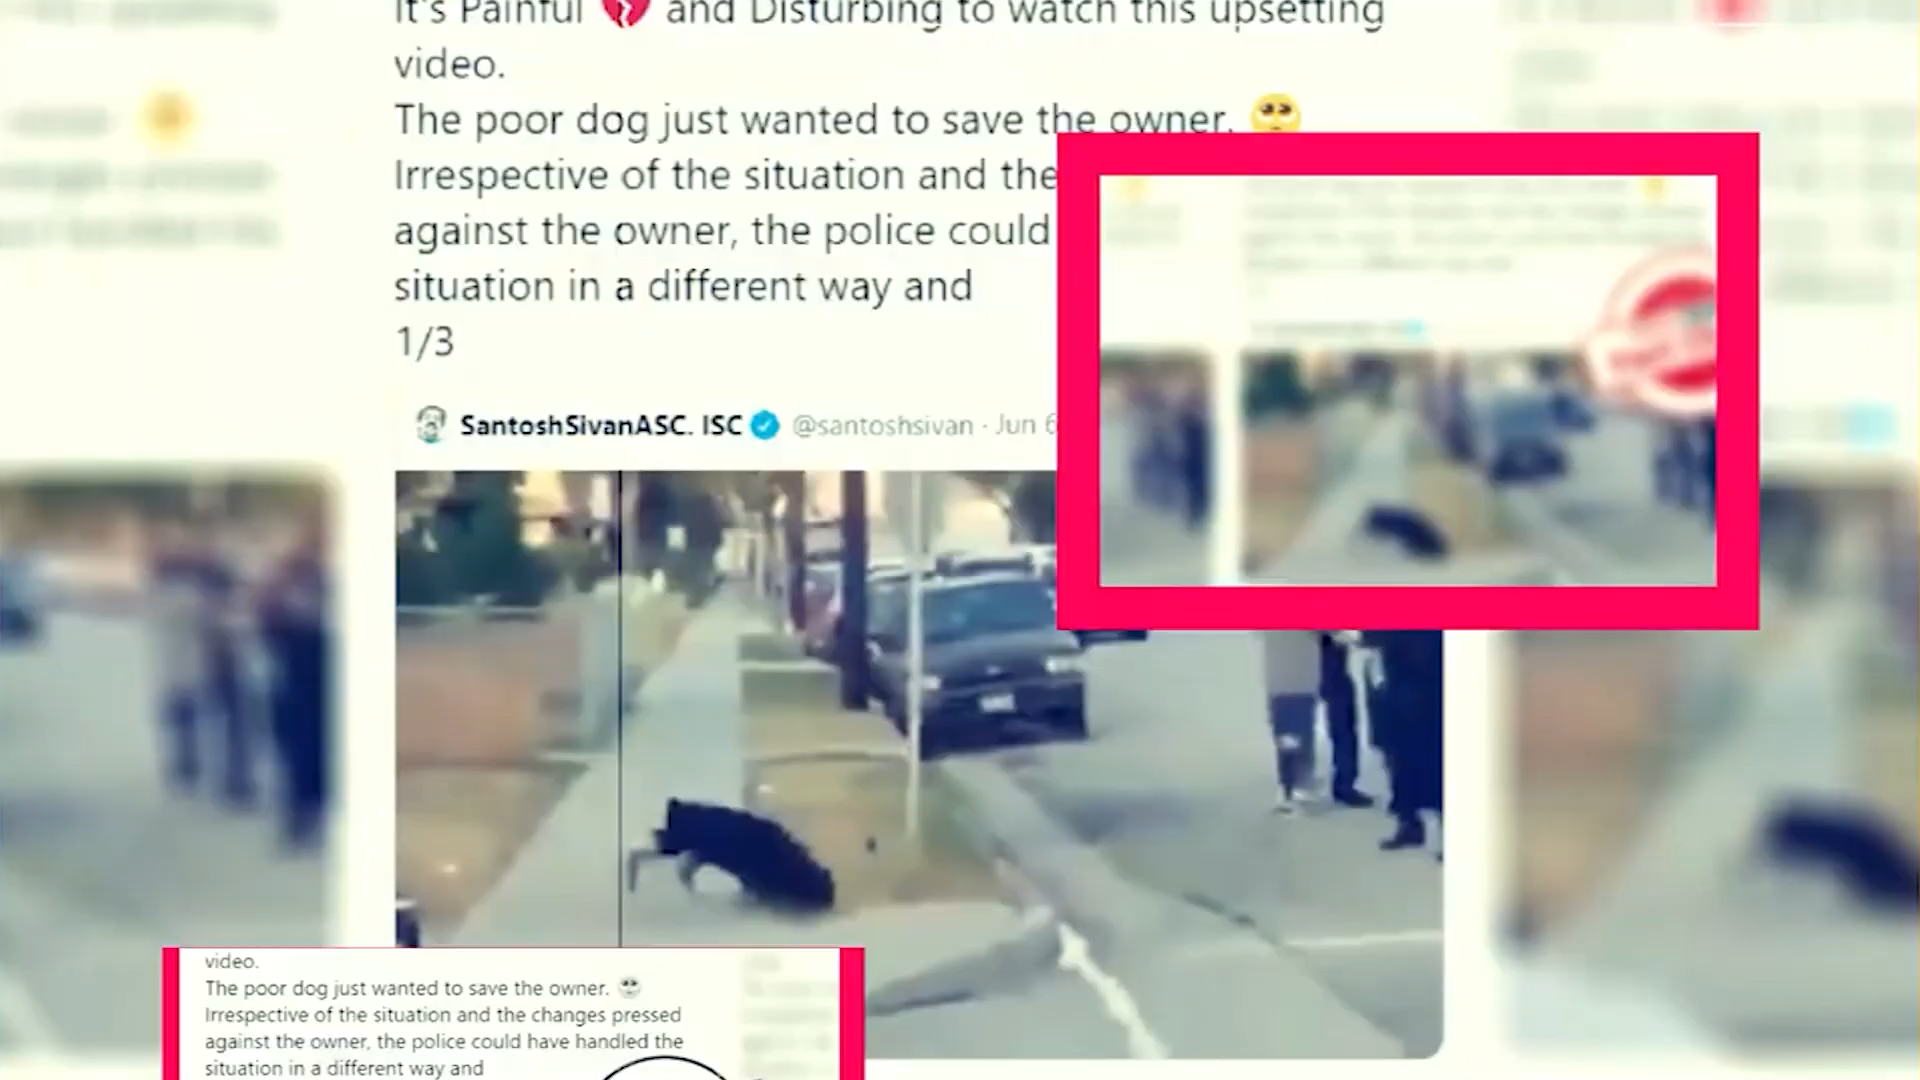 It's Painful 💔 and Disturbing to watch this upsetting
video.
The poor dog just wanted to save the owner. 🥺
Irrespective of the situation and the
against the owner, the police could
situation in a different way and
1/3
SantoshSivanASC. ISC @santoshsivan · Jun 6
video.
The poor dog just wanted to save the owner. 🥺
Irrespective of the situation and the changes pressed
against the owner, the police could have handled the
situation in a different way and